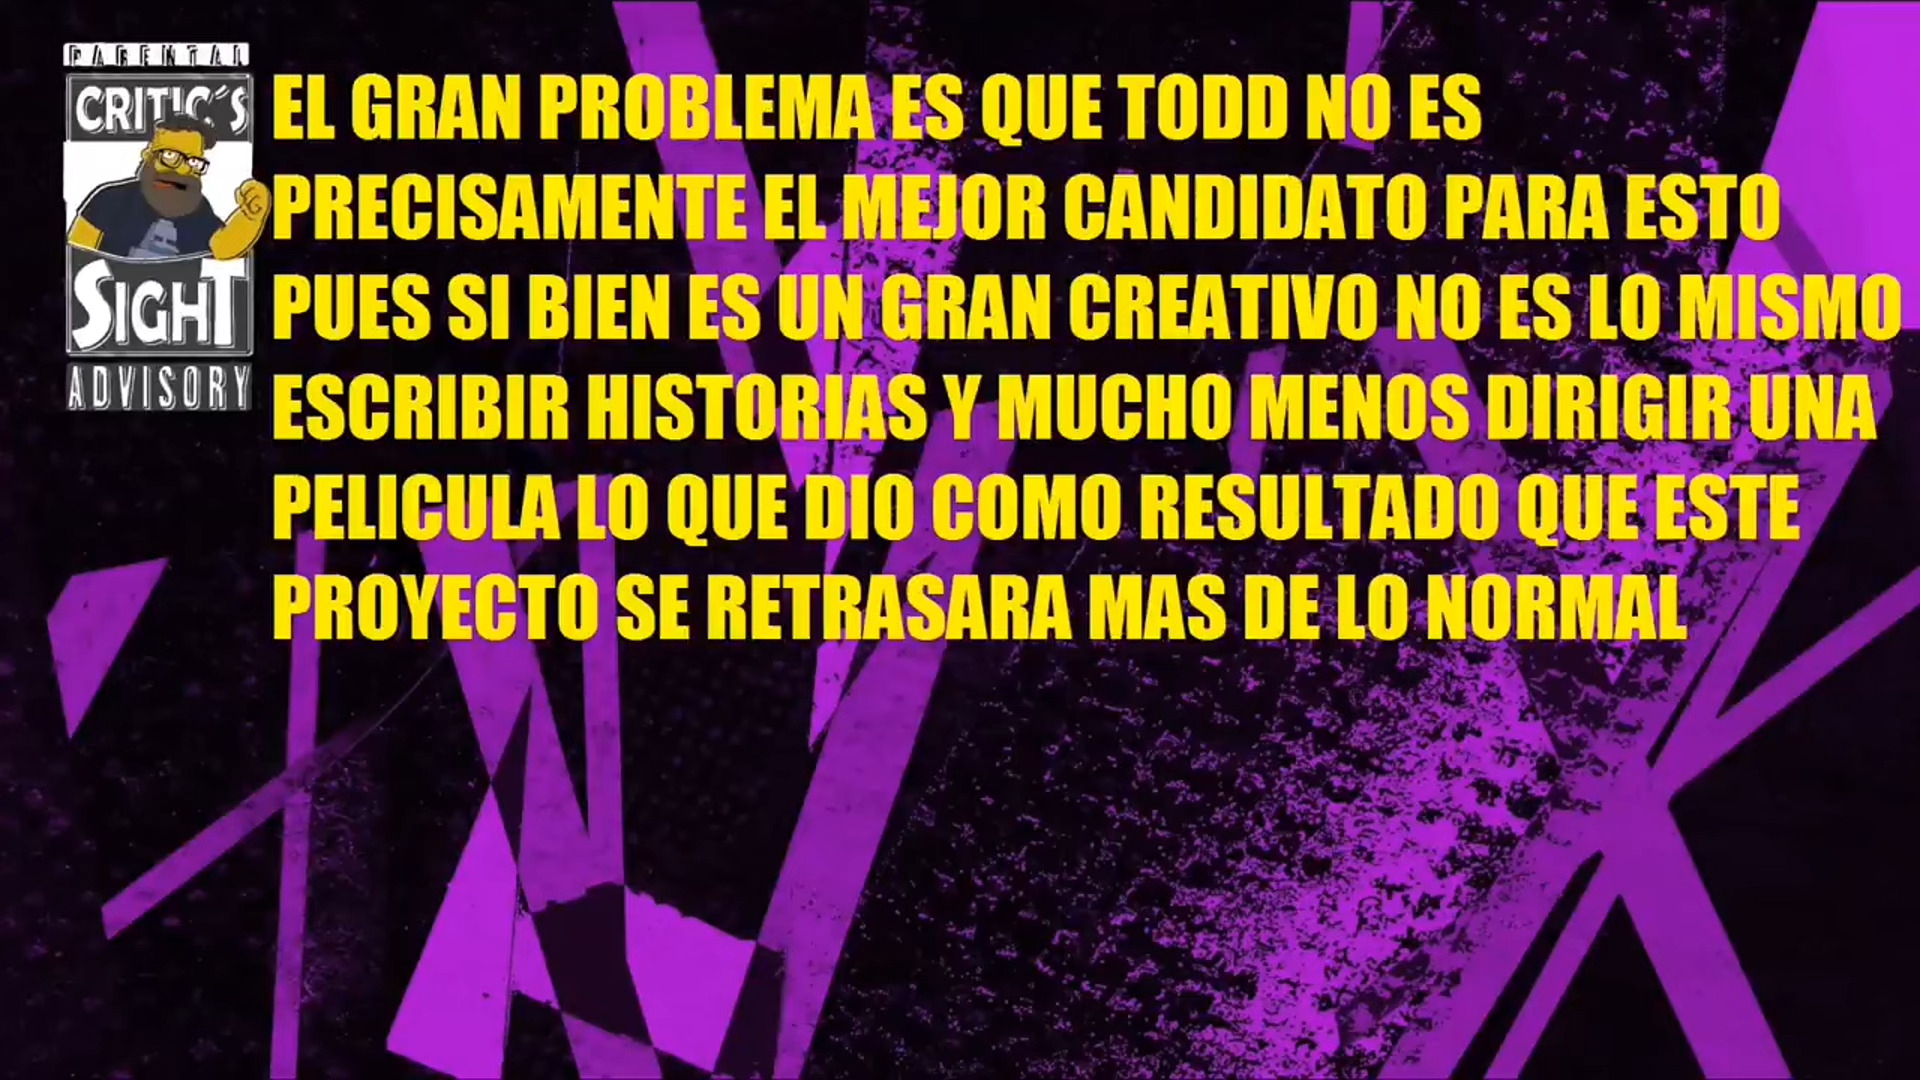 PARENTAL
CRITIC´S
SIGHT
ADVISORY
EL GRAN PROBLEMA ES QUE TODD NO ES
PRECISAMENTE EL MEJOR CANDIDATO PARA ESTO
PUES SI BIEN ES UN GRAN CREATIVO NO ES LO MISMO
ESCRIBIR HISTORIAS Y MUCHO MENOS DIRIGIR UNA
PELICULA LO QUE DIO COMO RESULTADO QUE ESTE
PROYECTO SE RETRASARA MAS DE LO NORMAL